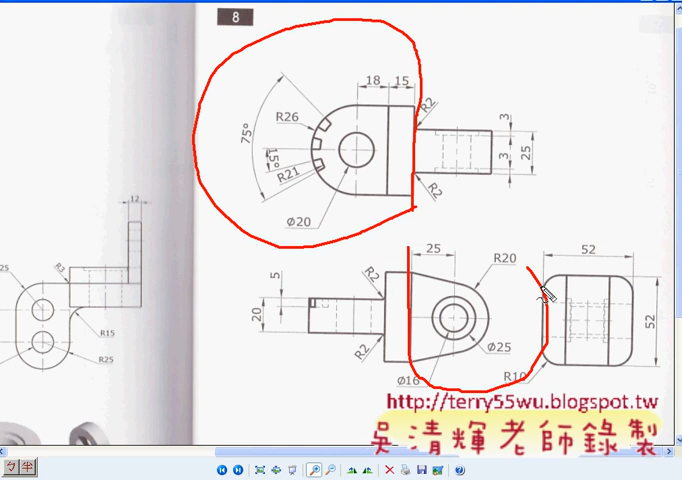 8
18
15
R2
3
R26
75°
15°
3
25
R21
R2
Ø20
12
25
R3
R15
R25
25
52
R20
5
R2
20
52
R2
Ø25
Ø16
R10
http://terry55wu.blogspot.tw
吳清輝老師錄製
ㄅ半